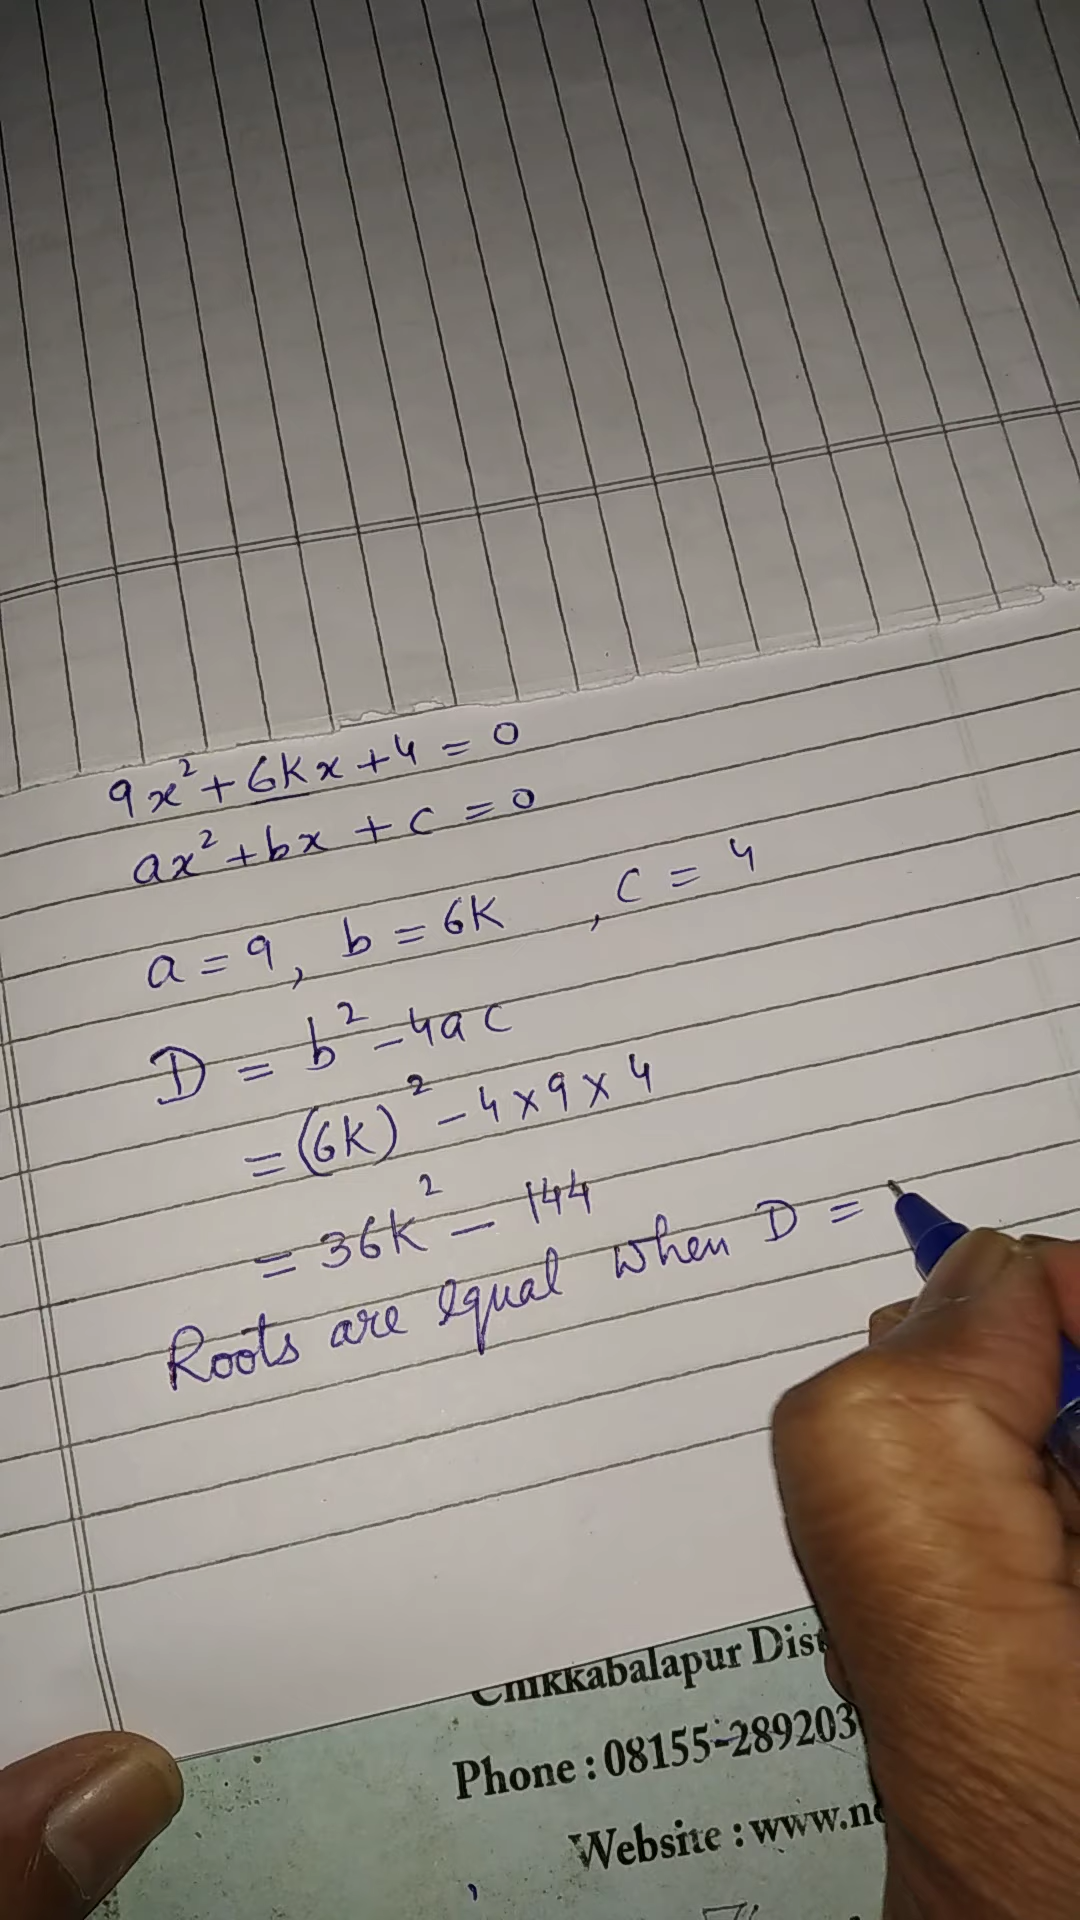 9x²+6Kx+4=0
ax²+bx+c=0
a=9, b=6K, c=4
D=b²-4ac
=(6K)²-4×9×4
=36K²-144
Roots are equal when D=
Chikkabalapur Dist
Phone : 08155-289203
Website : www.n